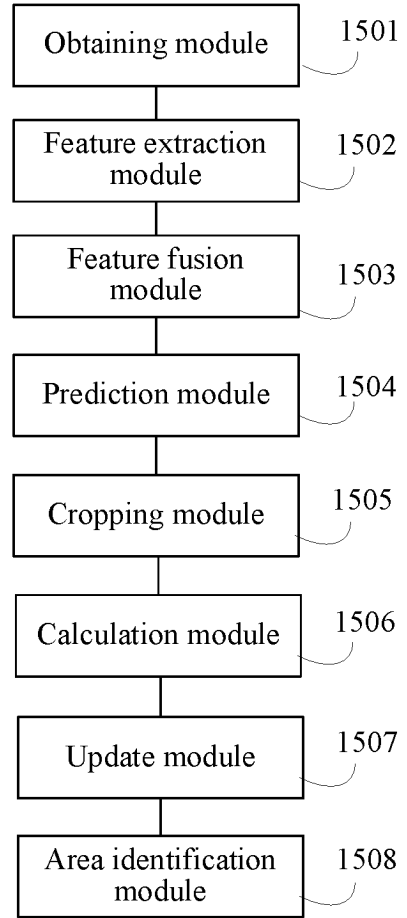 Obtaining module
1501
Feature extraction
module
1502
Feature fusion
module
1503
Prediction module
1504
Cropping module
1505
Calculation module
1506
Update module
1507
Area identification
module
1508